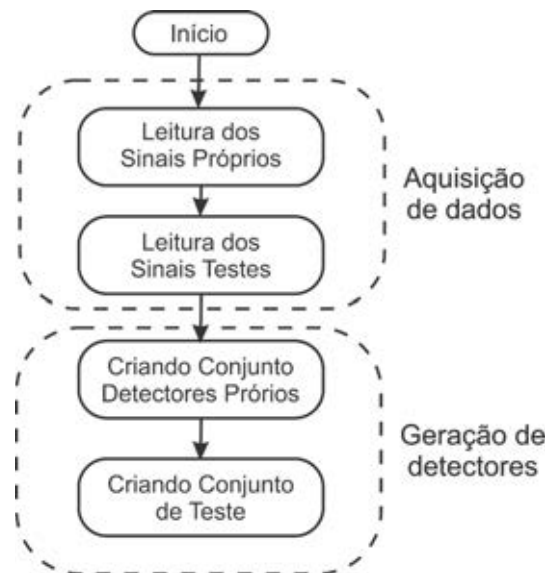 Início
Leitura dos
Sinais Próprios
Aquisição
de dados
Leitura dos
Sinais Testes
Criando Conjunto
Detectores Prórios
Geração de
detectores
Criando Conjunto
de Teste